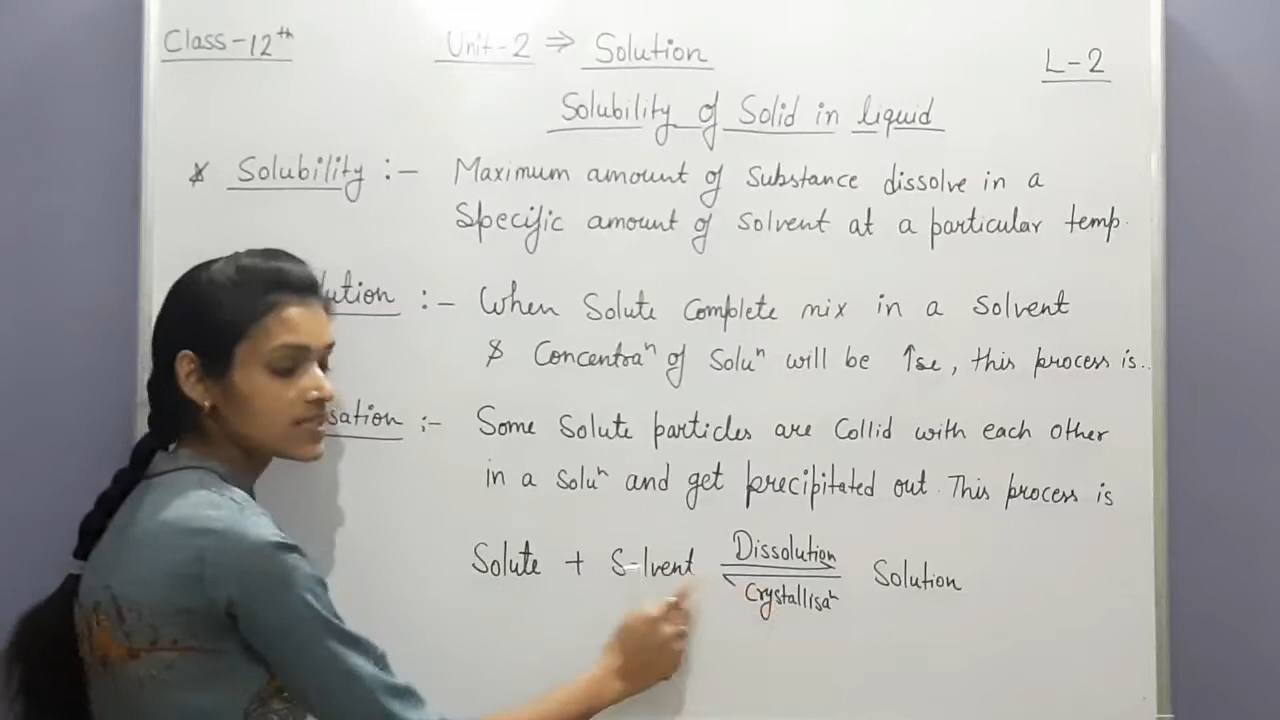 Class-12th Unit-2 ⇒ Solution L-2
Solubility of Solid in liquid
* Solubility :- Maximum amount of Substance dissolve in a
Specific amount of solvent at a particular temp.
lution :- When Solute Complete mix in a Solvent
& Concentraⁿ of Soluⁿ will be ↑se, this process is..
sation :- Some Solute particles are Collid with each other
in a Soluⁿ and get precipitated out. This process is
Solute + S-lvent Dissolution Solution
Crystallisaⁿ